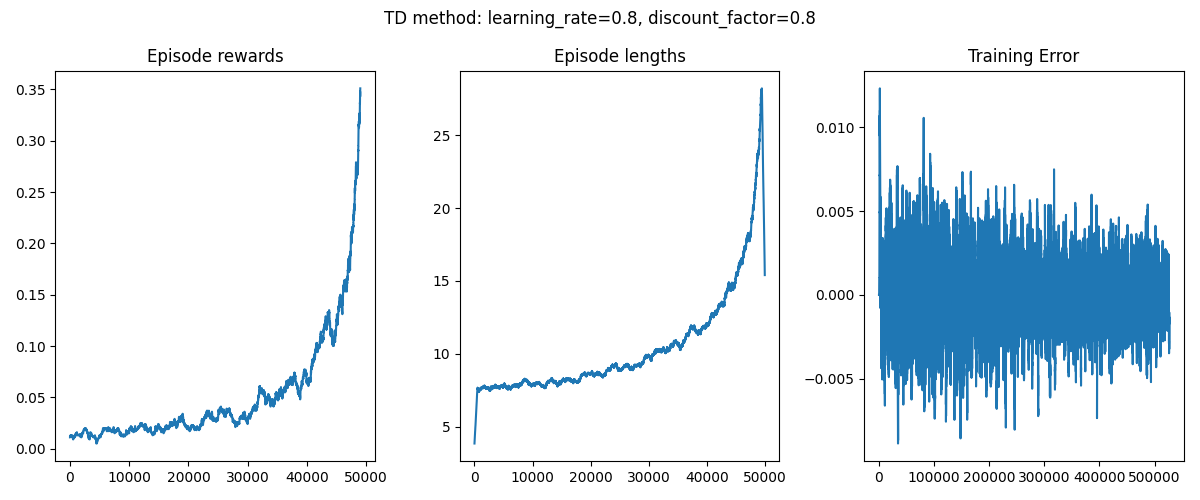 TD method: learning_rate=0.8, discount_factor=0.8
Episode rewards
0.35
0.30
0.25
0.20
0.15
0.10
0.05
0.00
0 10000 20000 30000 40000 50000
Episode lengths
25
20
15
10
5
0 10000 20000 30000 40000 50000
Training Error
0.010
0.005
0.000
−0.005
0 100000 200000 300000 400000 500000